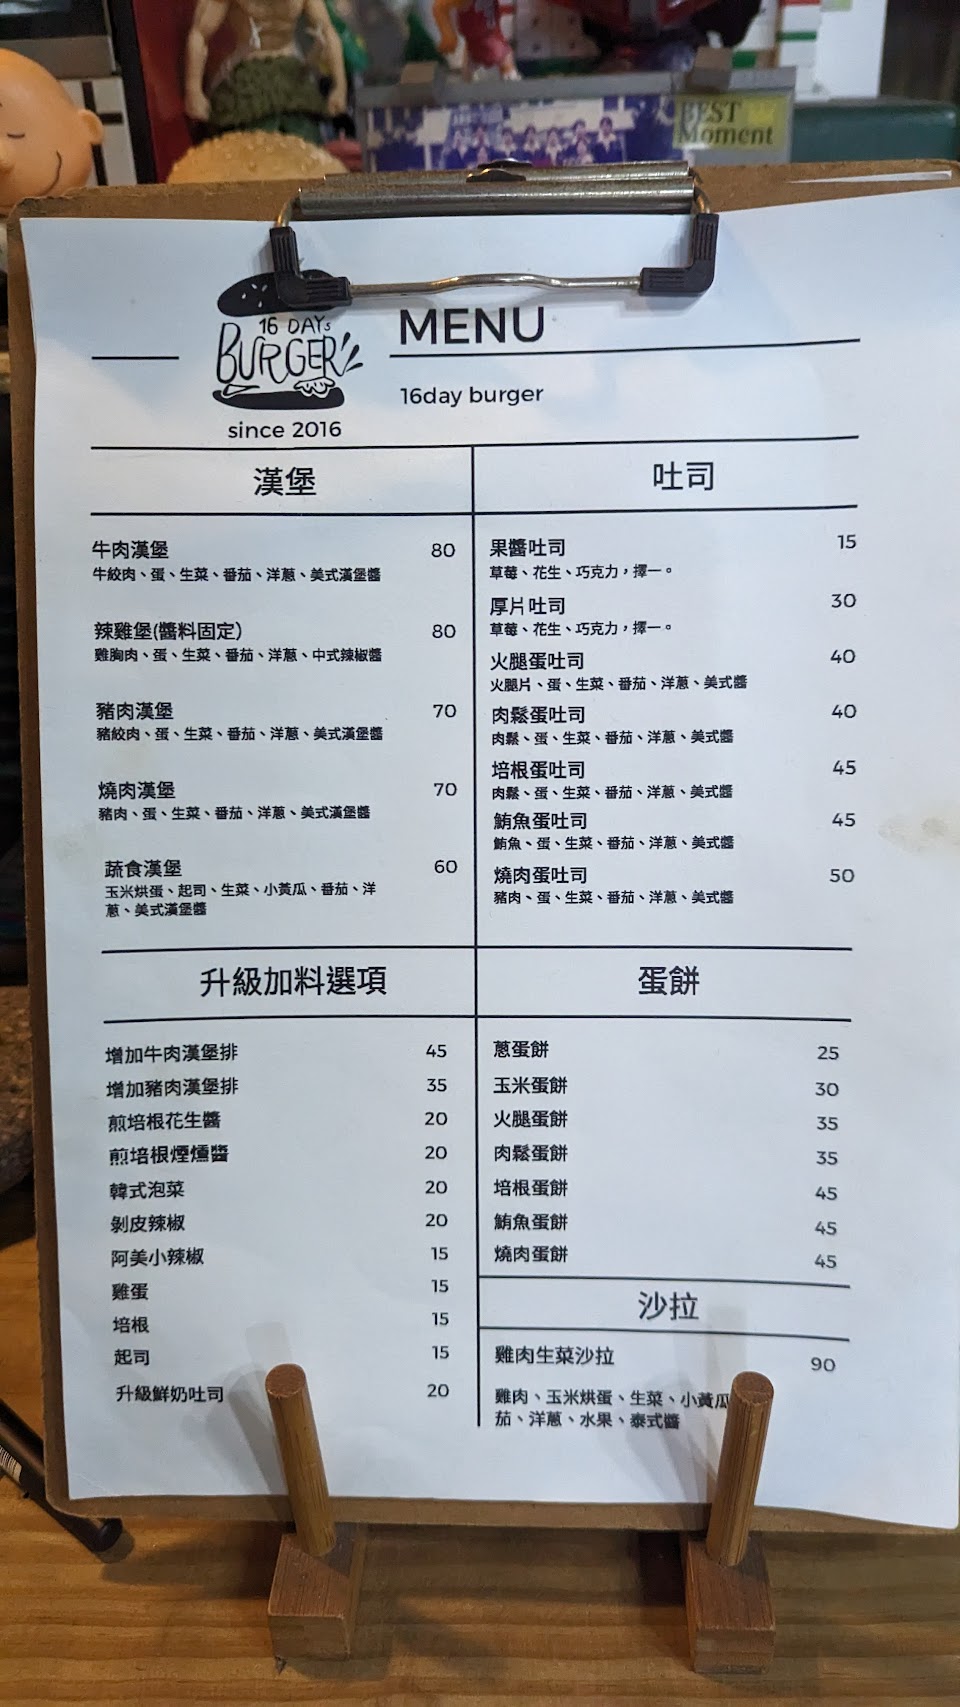 BEST
Moment
16 DAYs
BURGER
since 2016
MENU
16day burger
漢堡
牛肉漢堡 80
牛絞肉、蛋、生菜、番茄、洋蔥、美式漢堡醬
辣雞堡(醬料固定) 80
雞胸肉、蛋、生菜、番茄、洋蔥、中式辣椒醬
豬肉漢堡 70
豬絞肉、蛋、生菜、番茄、洋蔥、美式漢堡醬
燒肉漢堡 70
豬肉、蛋、生菜、番茄、洋蔥、美式漢堡醬
蔬食漢堡 60
玉米烘蛋、起司、生菜、小黃瓜、番茄、洋
蔥、美式漢堡醬
吐司
果醬吐司 15
草莓、花生、巧克力，擇一。
厚片吐司 30
草莓、花生、巧克力，擇一。
火腿蛋吐司 40
火腿片、蛋、生菜、番茄、洋蔥、美式醬
肉鬆蛋吐司 40
肉鬆、蛋、生菜、番茄、洋蔥、美式醬
培根蛋吐司 45
肉鬆、蛋、生菜、番茄、洋蔥、美式醬
鮪魚蛋吐司 45
鮪魚、蛋、生菜、番茄、洋蔥、美式醬
燒肉蛋吐司 50
豬肉、蛋、生菜、番茄、洋蔥、美式醬
升級加料選項
增加牛肉漢堡排 45
增加豬肉漢堡排 35
煎培根花生醬 20
煎培根煙燻醬 20
韓式泡菜 20
剝皮辣椒 20
阿美小辣椒 15
雞蛋 15
培根 15
起司 15
升級鮮奶吐司 20
蛋餅
蔥蛋餅 25
玉米蛋餅 30
火腿蛋餅 35
肉鬆蛋餅 35
培根蛋餅 45
鮪魚蛋餅 45
燒肉蛋餅 45
沙拉
雞肉生菜沙拉 90
雞肉、玉米烘蛋、生菜、小黃瓜
茄、洋蔥、水果、泰式醬